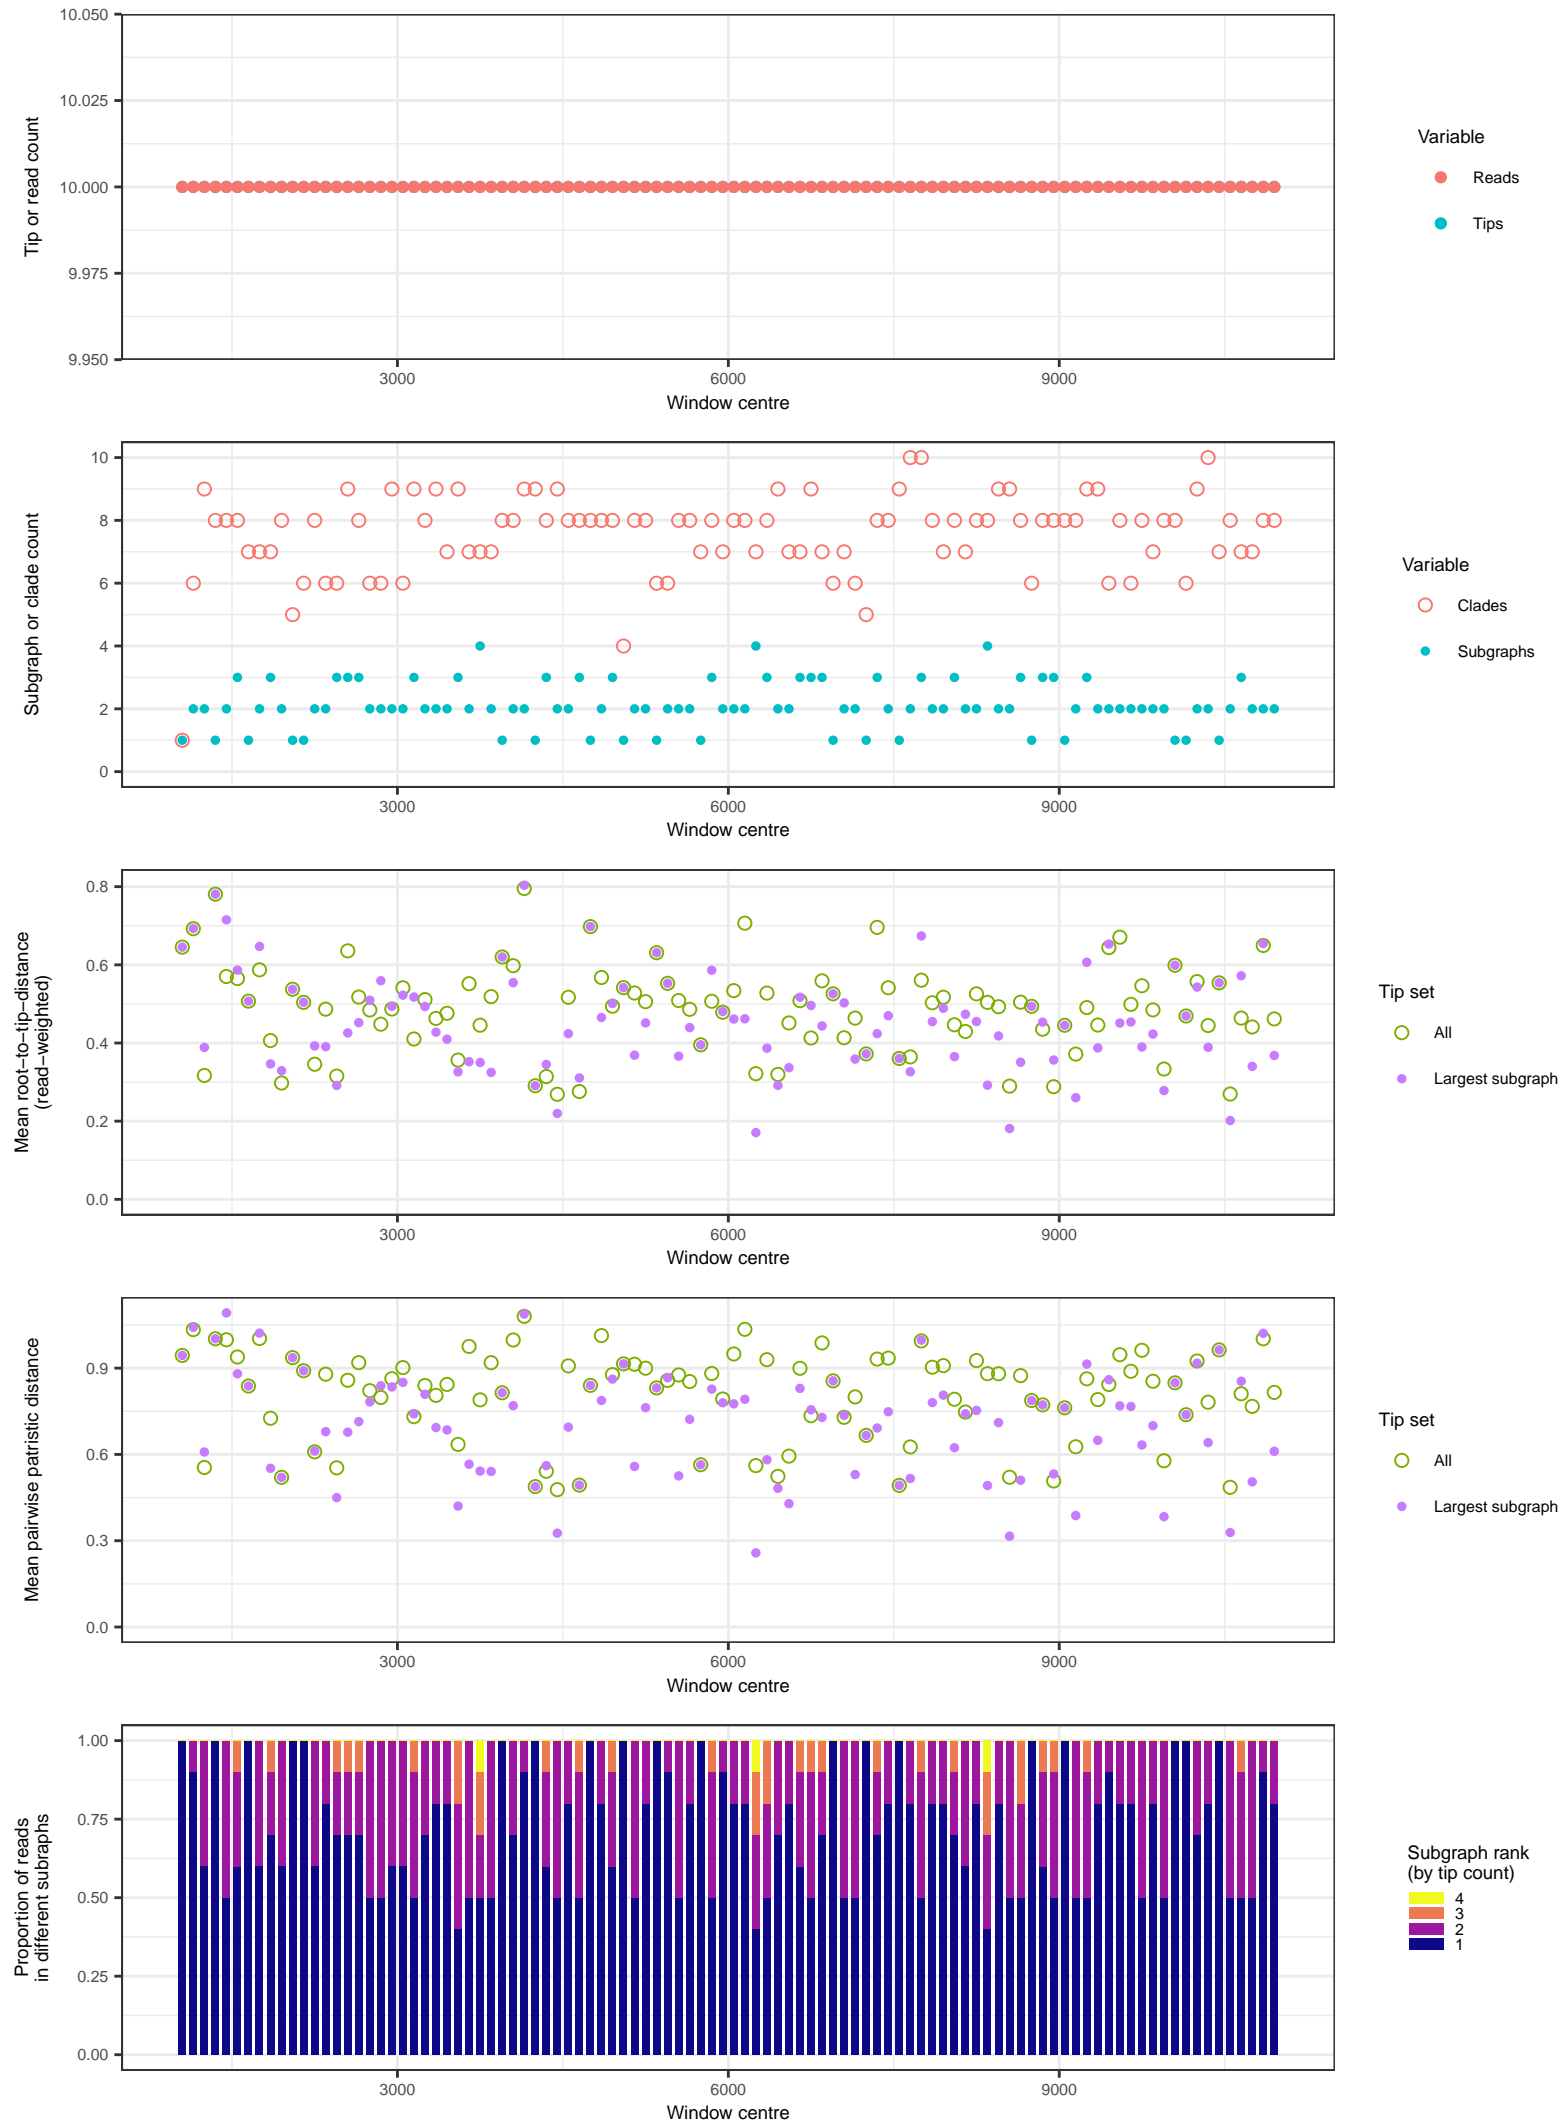 10.050
10.025
10.000
9.975
9.950
Tip or read count
3000 6000 9000
Window centre
Variable
Reads
Tips
10
8
6
4
2
0
Subgraph or clade count
3000 6000 9000
Window centre
Variable
Clades
Subgraphs
0.8
0.6
0.4
0.2
0.0
Mean root−to−tip−distance
(read−weighted)
3000 6000 9000
Window centre
Tip set
All
Largest subgraph
0.9
0.6
0.3
0.0
Mean pairwise patristic distance
3000 6000 9000
Window centre
Tip set
All
Largest subgraph
1.00
0.75
0.50
0.25
0.00
Proportion of reads
in different subraphs
3000 6000 9000
Window centre
Subgraph rank
(by tip count)
4
3
2
1